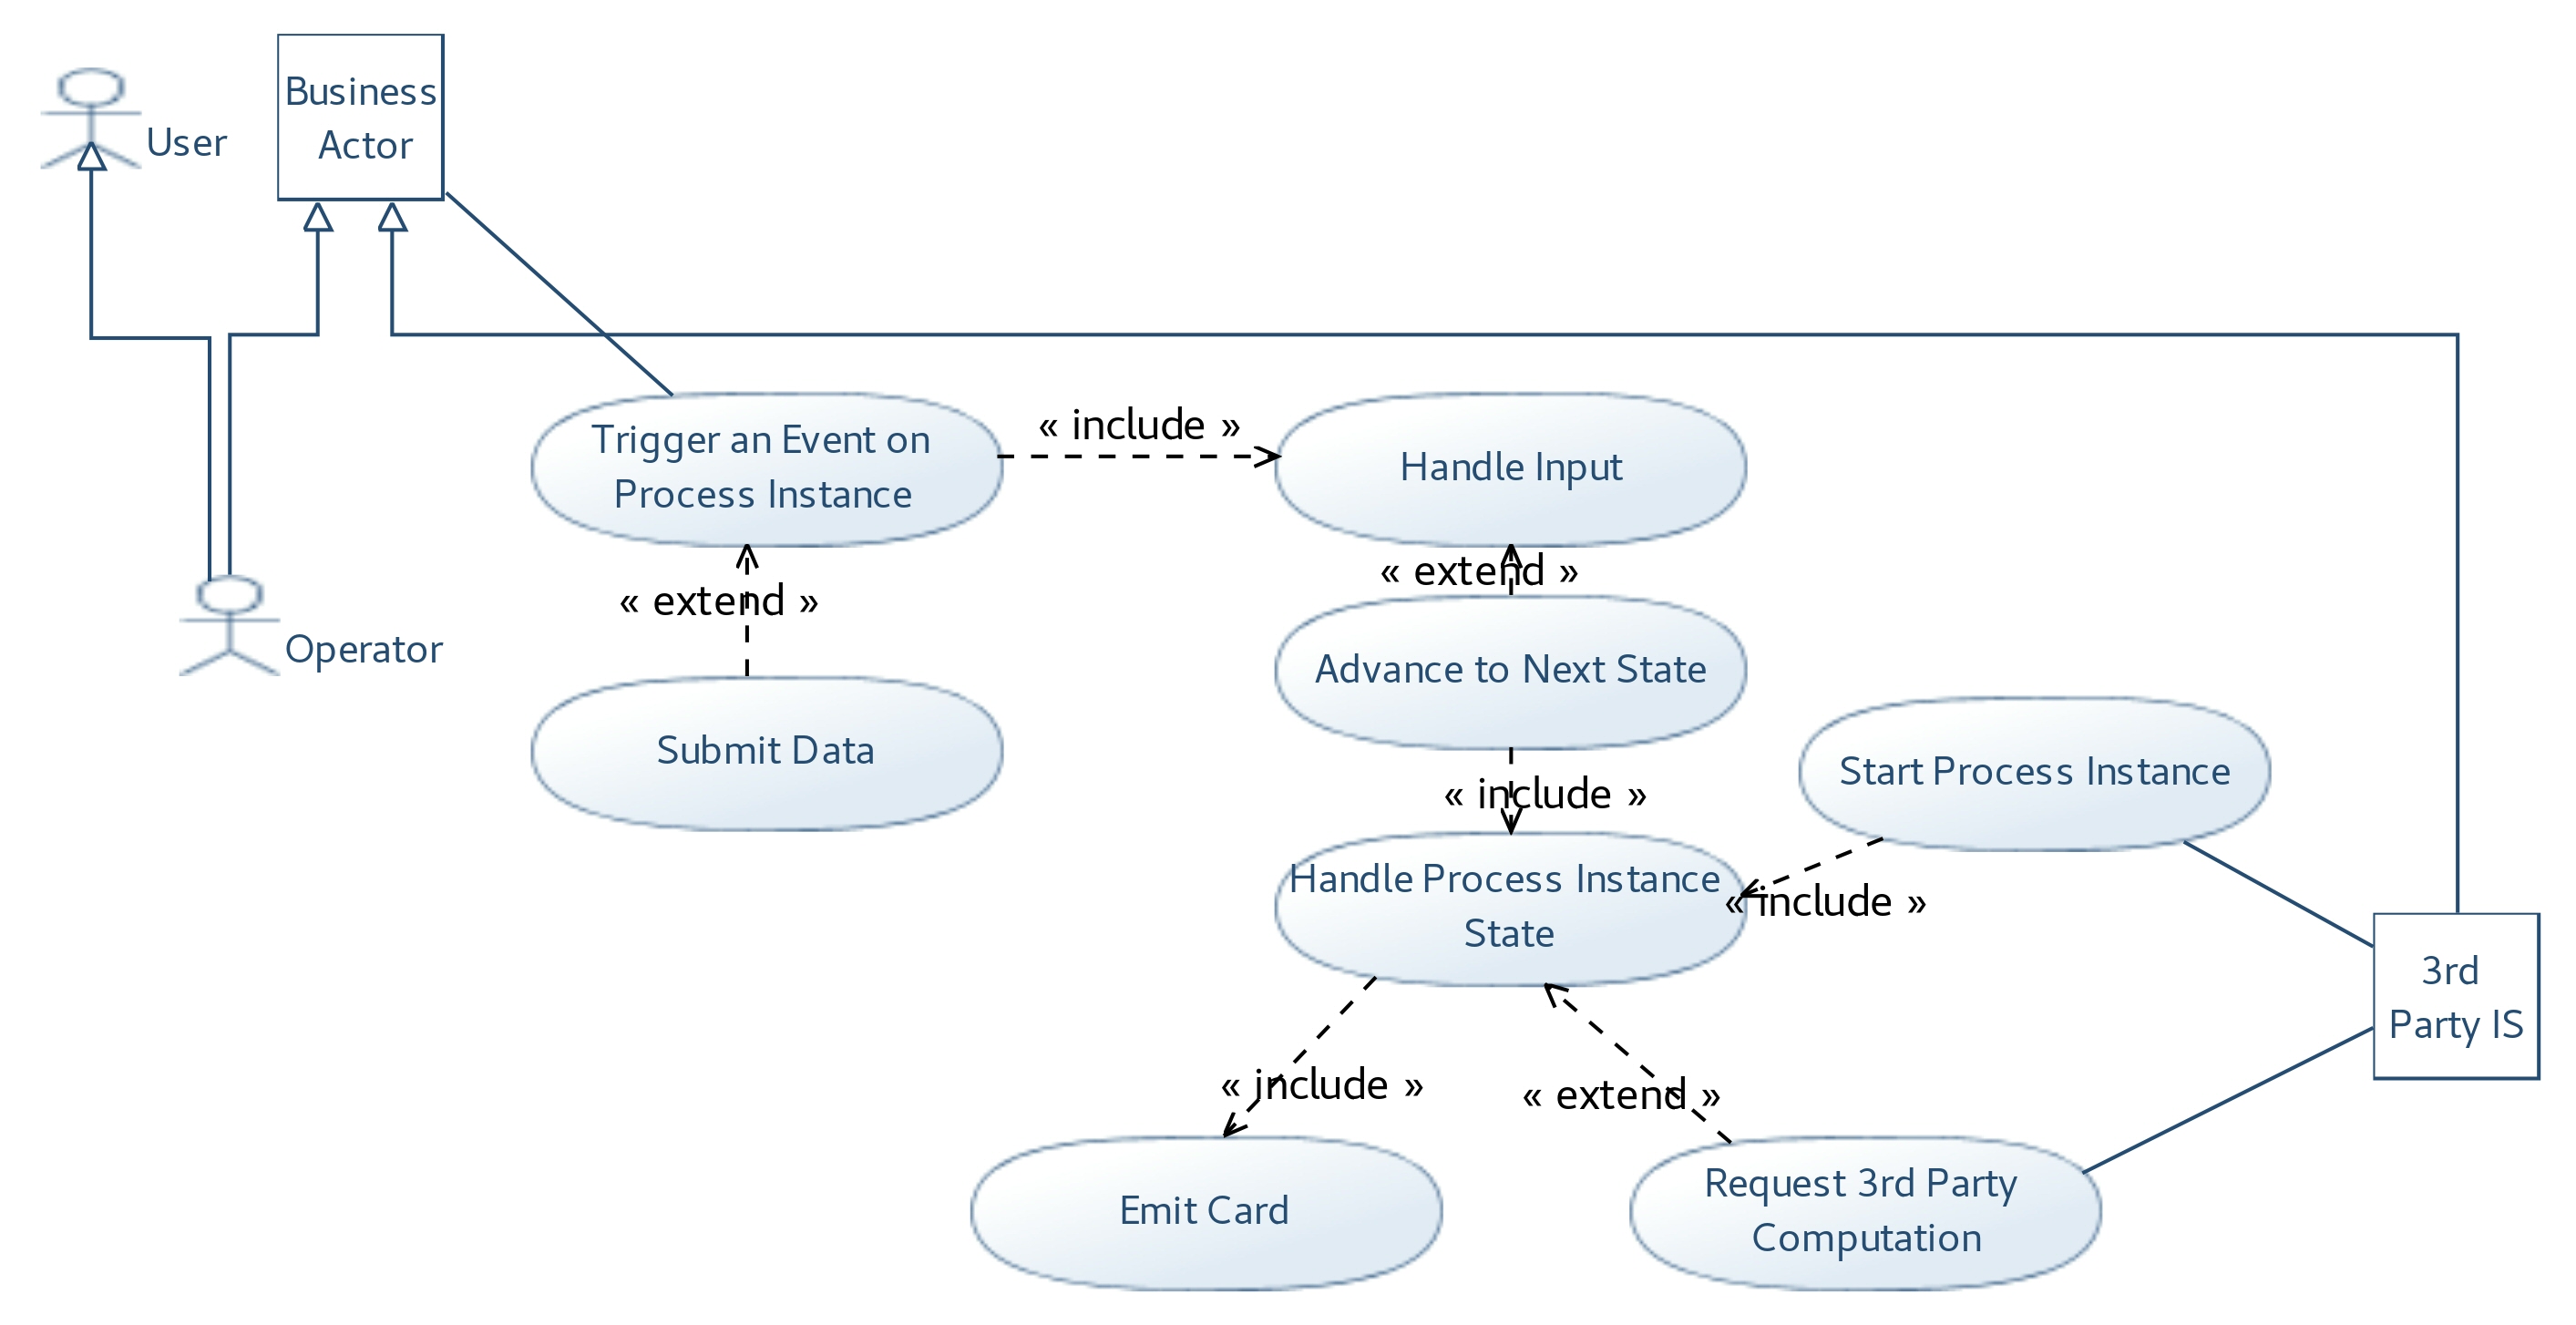 Business
Actor
User
Trigger an Event on
Process Instance
« include »
Handle Input
« extend »
« extend »
Operator
Advance to Next State
Submit Data
« include »
Start Process Instance
Handle Process Instance
State
« include »
3rd
Party IS
« include »
« extend »
Emit Card
Request 3rd Party
Computation